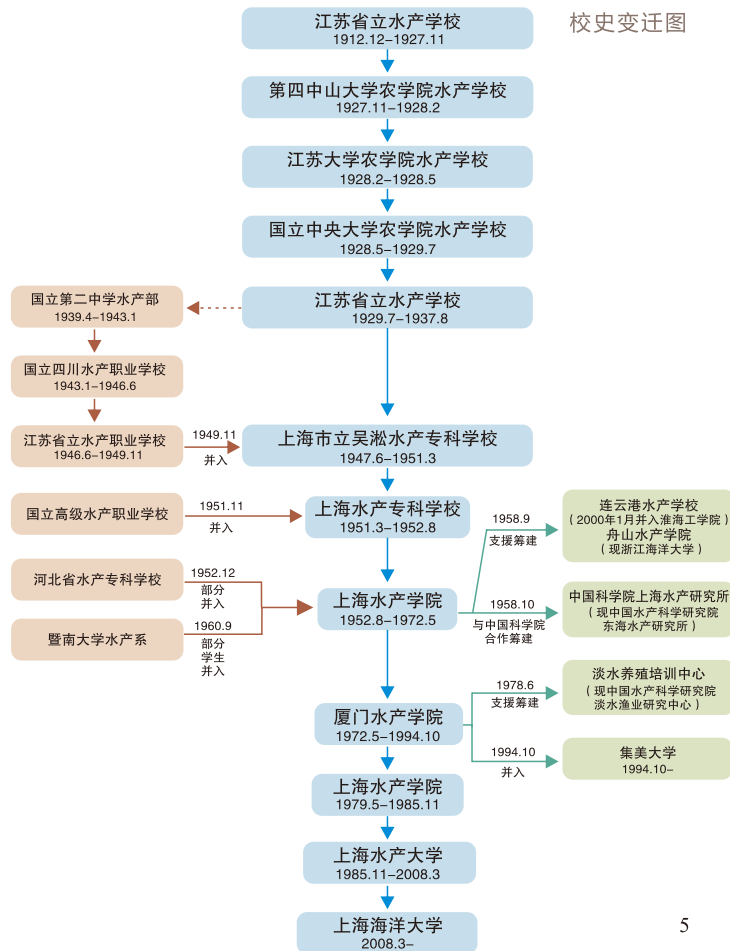 校史变迁图
江苏省立水产学校
1912.12–1927.11
第四中山大学农学院水产学校
1927.11–1928.2
江苏大学农学院水产学校
1928.2–1928.5
国立中央大学农学院水产学校
1928.5–1929.7
江苏省立水产学校
1929.7–1937.8
国立第二中学水产部
1939.4–1943.1
国立四川水产职业学校
1943.1–1946.6
江苏省立水产职业学校
1946.6–1949.11
1949.11
并入
上海市立吴淞水产专科学校
1947.6–1951.3
国立高级水产职业学校
1951.11
并入
上海水产专科学校
1951.3–1952.8
河北省水产专科学校
1952.12
部分
并入
暨南大学水产系
1960.9
部分
学生
并入
上海水产学院
1952.8–1972.5
1958.9
支援筹建
连云港水产学校
(2000年1月并入淮海工学院)
舟山水产学院
(现浙江海洋大学)
1958.10
与中国科学院
合作筹建
中国科学院上海水产研究所
(现中国水产科学研究院
东海水产研究所)
厦门水产学院
1972.5–1994.10
1978.6
支援筹建
淡水养殖培训中心
(现中国水产科学研究院
淡水渔业研究中心)
1994.10
并入
集美大学
1994.10–
上海水产学院
1979.5–1985.11
上海水产大学
1985.11–2008.3
上海海洋大学
2008.3–
5